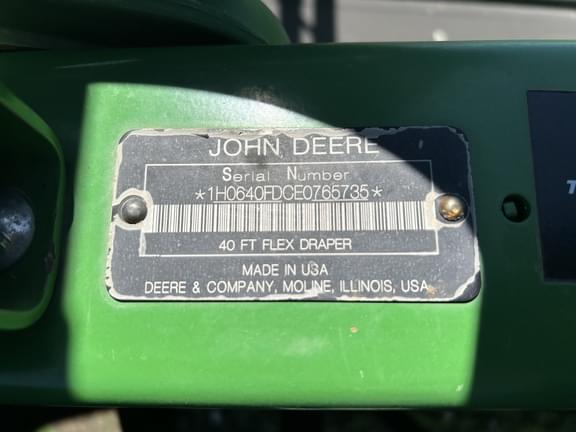 JOHN DEERE
Serial Number
*1H0640FDCE0765735*
40 FT FLEX DRAPER
MADE IN USA
DEERE & COMPANY, MOLINE, ILLINOIS, USA